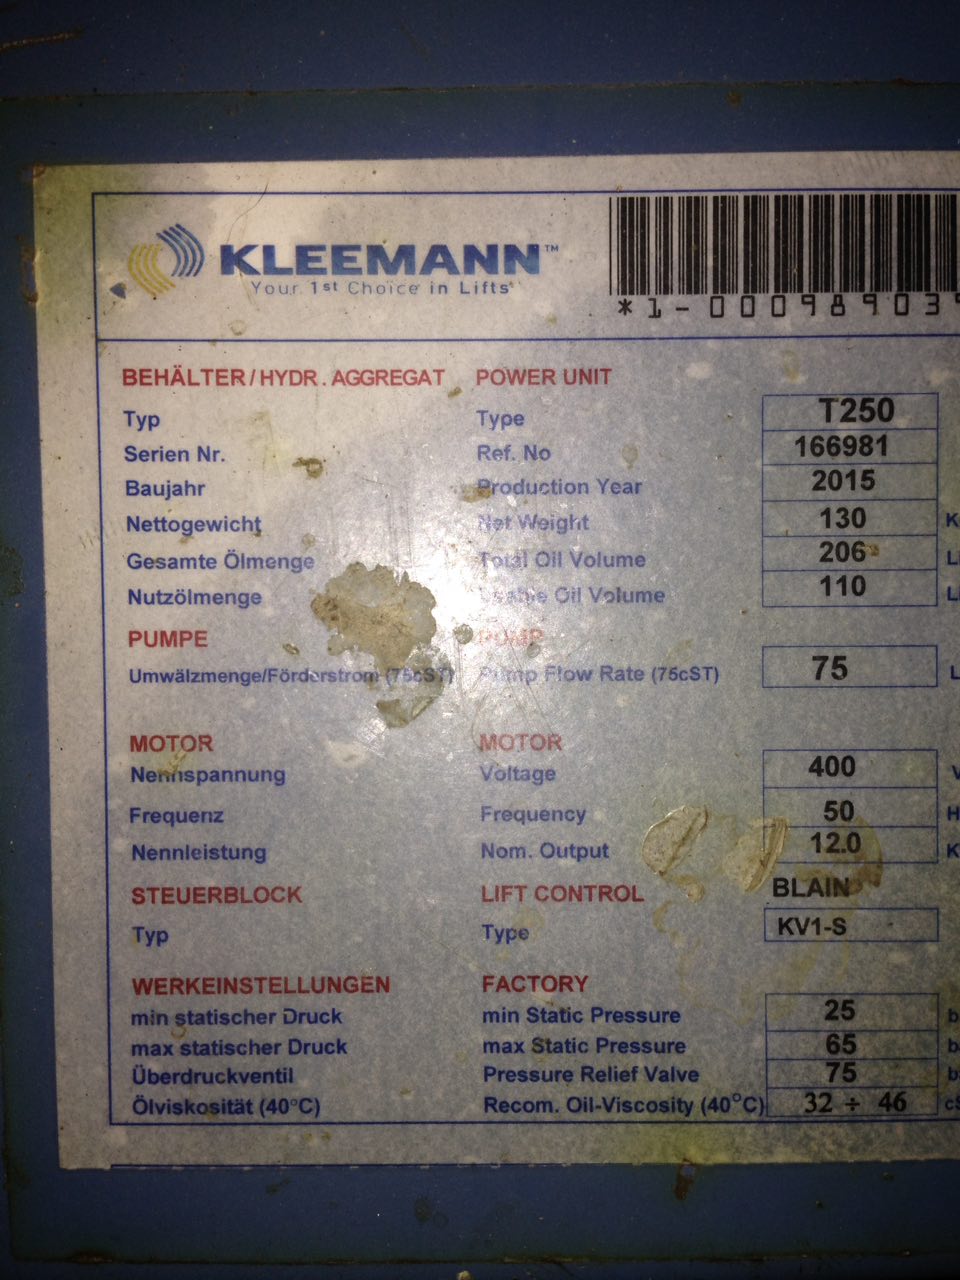 KLEEMANN™
Your 1st Choice in Lifts
*1-00098903
BEHÄLTER/HYDR. AGGREGAT POWER UNIT
Typ Type T250
Serien Nr. Ref. No 166981
Baujahr Production Year 2015
Nettogewicht Net Weight 130 K
Gesamte Ölmenge Total Oil Volume 206 L
Nutzölmenge Usable Oil Volume 110 L
PUMPE PUMP
Umwälzmenge/Förderstrom (75cST) Pump Flow Rate (75cST) 75 L
MOTOR MOTOR
Nennspannung Voltage 400 V
Frequenz Frequency 50 H
Nennleistung Nom. Output 12.0 K
STEUERBLOCK LIFT CONTROL BLAIN
Typ Type KV1-S
WERKEINSTELLUNGEN FACTORY
min statischer Druck min Static Pressure 25 b
max statischer Druck max Static Pressure 65 b
Überdruckventil Pressure Relief Valve 75 b
Ölviskosität (40°C) Recom. Oil-Viscosity (40°C) 32 ÷ 46 c